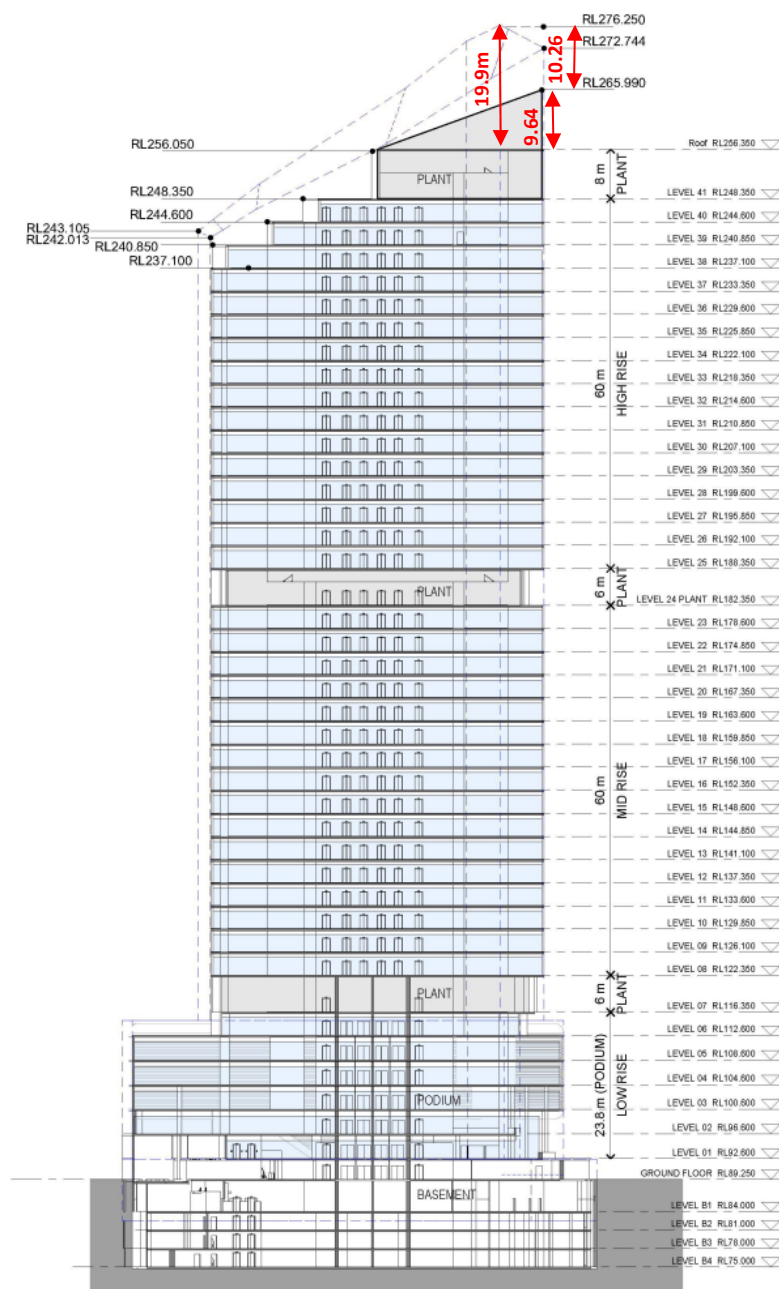 RL276.250
RL272.744
10.26
19.9m
RL265.990
9.64
RL256.050
Roof RL256.350
PLANT
8 m
PLANT
RL248.350
LEVEL 41 RL248.350
RL244.600
LEVEL 40 RL244.600
RL243.105
RL242.013
LEVEL 39 RL240.850
RL240.850
RL237.100
LEVEL 38 RL237.100
LEVEL 37 RL233.350
LEVEL 36 RL229.600
LEVEL 35 RL225.850
LEVEL 34 RL222.100
60 m
HIGH RISE
LEVEL 33 RL218.350
LEVEL 32 RL214.600
LEVEL 31 RL210.850
LEVEL 30 RL207.100
LEVEL 29 RL203.350
LEVEL 28 RL199.600
LEVEL 27 RL195.850
LEVEL 26 RL192.100
LEVEL 25 RL188.350
PLANT
6 m
PLANT
LEVEL 24 PLANT RL182.350
LEVEL 23 RL178.600
LEVEL 22 RL174.850
LEVEL 21 RL171.100
LEVEL 20 RL167.350
LEVEL 19 RL163.600
LEVEL 18 RL159.850
LEVEL 17 RL156.100
60 m
MID RISE
LEVEL 16 RL152.350
LEVEL 15 RL148.600
LEVEL 14 RL144.850
LEVEL 13 RL141.100
LEVEL 12 RL137.350
LEVEL 11 RL133.600
LEVEL 10 RL129.850
LEVEL 09 RL126.100
LEVEL 08 RL122.350
PLANT
6 m
PLANT
LEVEL 07 RL116.350
LEVEL 06 RL112.600
LEVEL 05 RL108.600
LEVEL 04 RL104.600
PODIUM
23.8 m (PODIUM)
LOW RISE
LEVEL 03 RL100.600
LEVEL 02 RL96.600
LEVEL 01 RL92.600
GROUND FLOOR RL89.250
BASEMENT
LEVEL B1 RL84.000
LEVEL B2 RL81.000
LEVEL B3 RL78.000
LEVEL B4 RL75.000